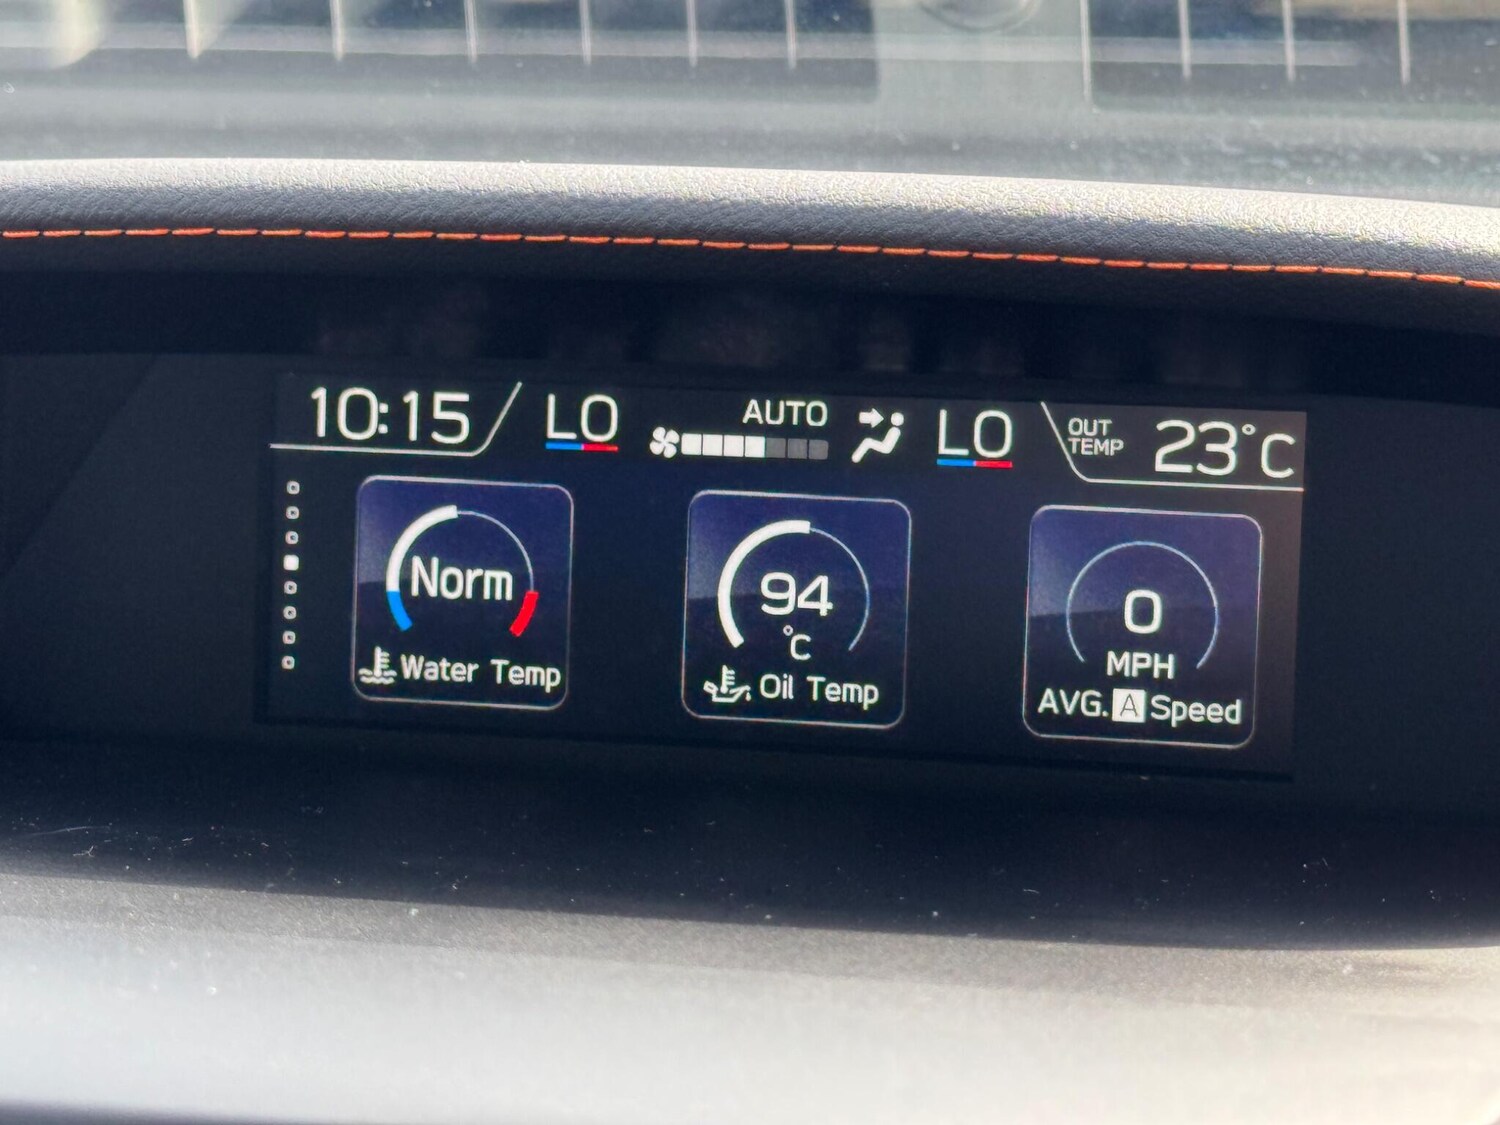 10:15
LO
AUTO
LO
OUT
TEMP
23°C
Norm
Water Temp
94
°C
Oil Temp
0
MPH
AVG. A Speed